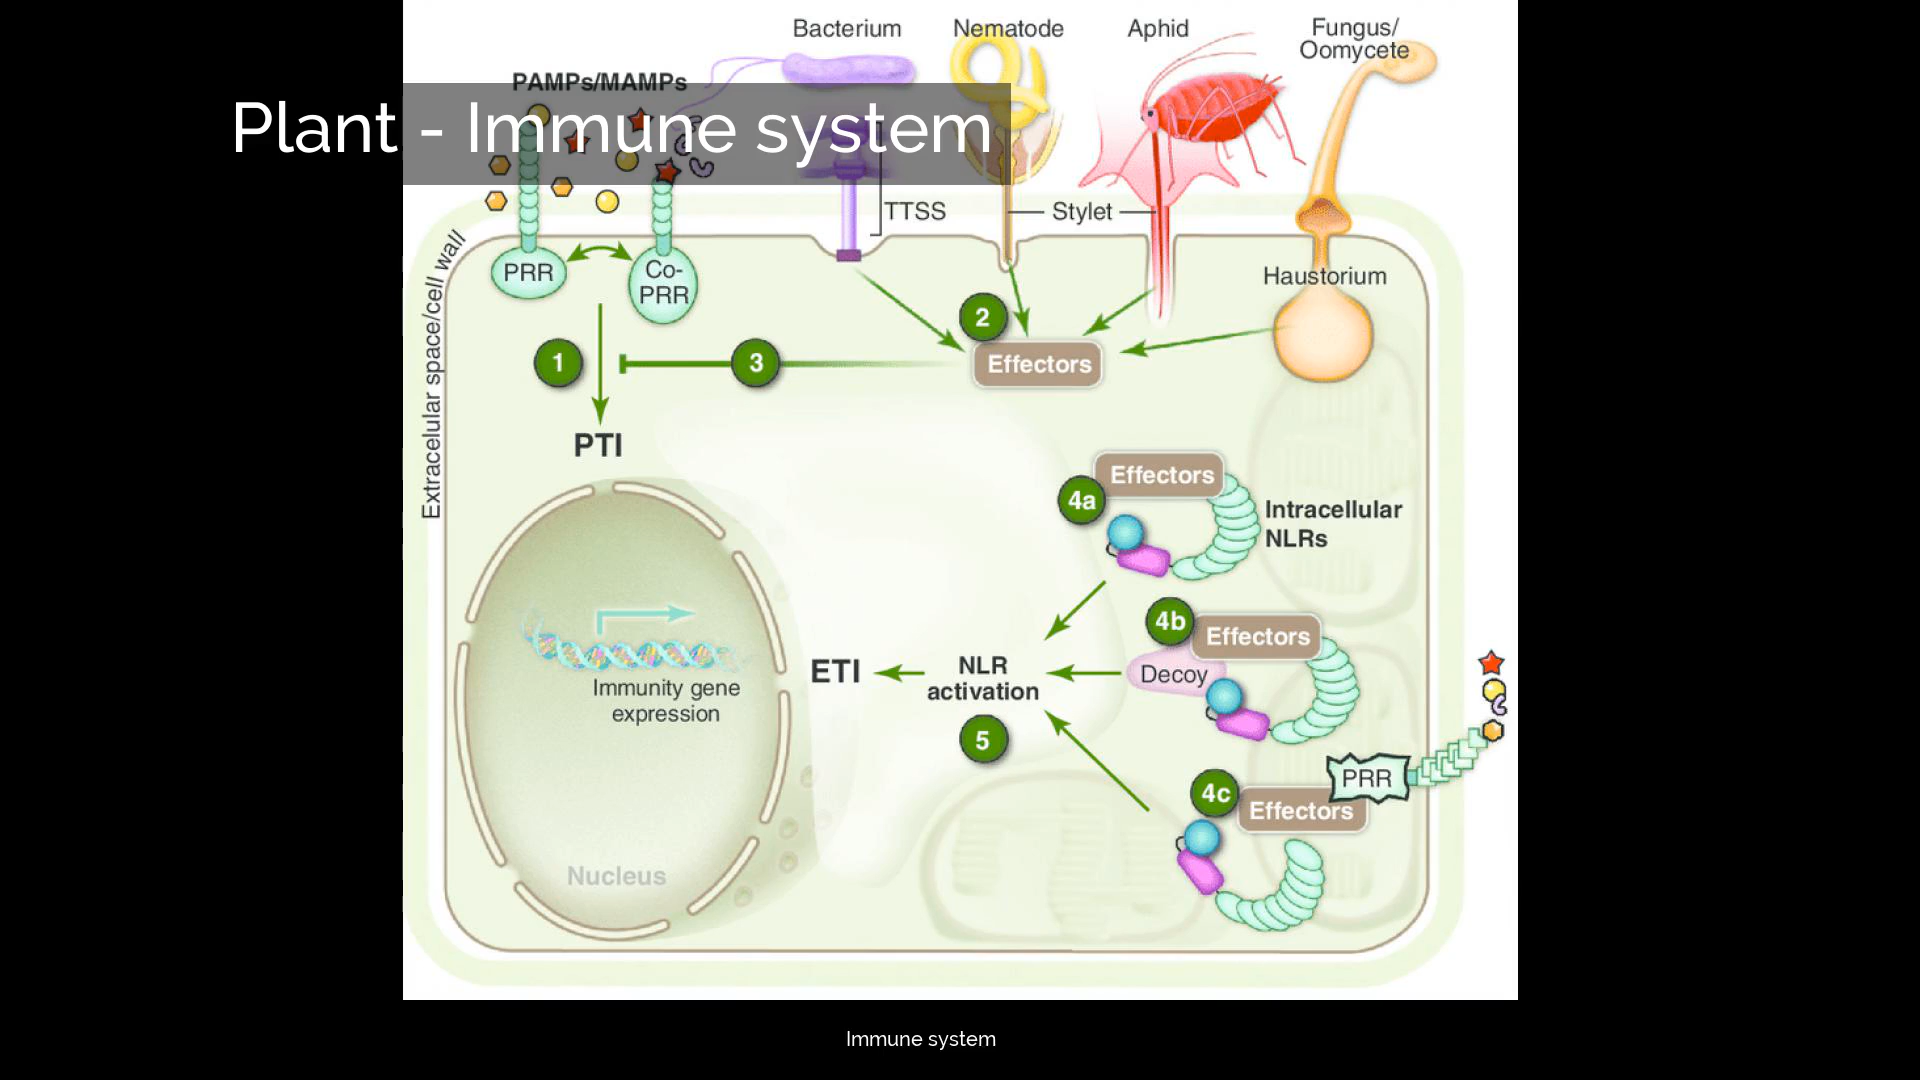 Bacterium
Nematode
Aphid
Fungus/
Oomycete
PAMPs/MAMPs
Plant - Immune system
TTSS
Stylet
Extracelular space/cell wall
PRR
Co-
PRR
Haustorium
2
Effectors
1
3
PTI
Effectors
4a
Intracellular
NLRs
4b
Effectors
Decoy
ETI
NLR
activation
5
Immunity gene
expression
PRR
4c
Effectors
Nucleus
Immune system